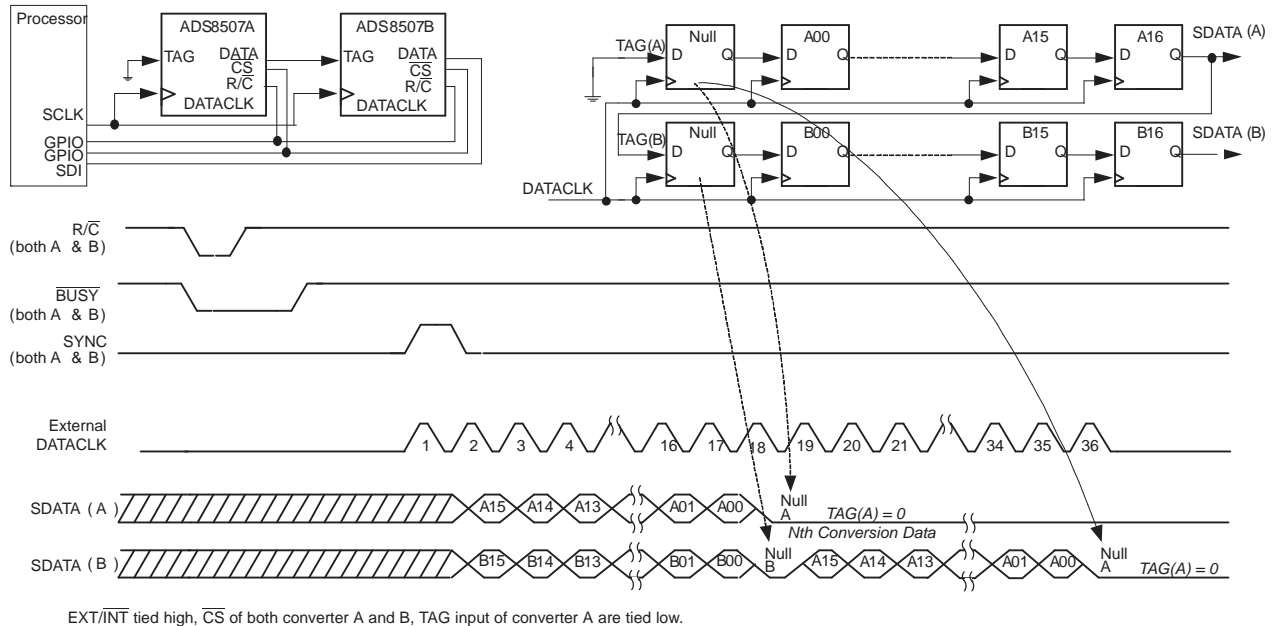 Processor
ADS8507A
ADS8507B
TAG
DATA
CS
R/C
DATACLK
TAG
DATA
CS
R/C
DATACLK
SCLK
GPIO
GPIO
SDI
Null
A00
A15
A16
SDATA (A)
TAG(A)
D
Q
D
Q
D
Q
D
Q
Null
B00
B15
B16
SDATA (B)
TAG(B)
D
Q
D
Q
D
Q
D
Q
DATACLK
R/C
(both A & B)
BUSY
(both A & B)
SYNC
(both A & B)
External
DATACLK
1 2 3 4 16 17 18 19 20 21 34 35 36
SDATA ( A ) A15 A14 A13 A01 A00 Null
A TAG(A) = 0
Nth Conversion Data
SDATA ( B ) B15 B14 B13 B01 B00 Null
B A15 A14 A13 A01 A00 Null
A TAG(A) = 0
EXT/INT tied high, CS of both converter A and B, TAG input of converter A are tied low.